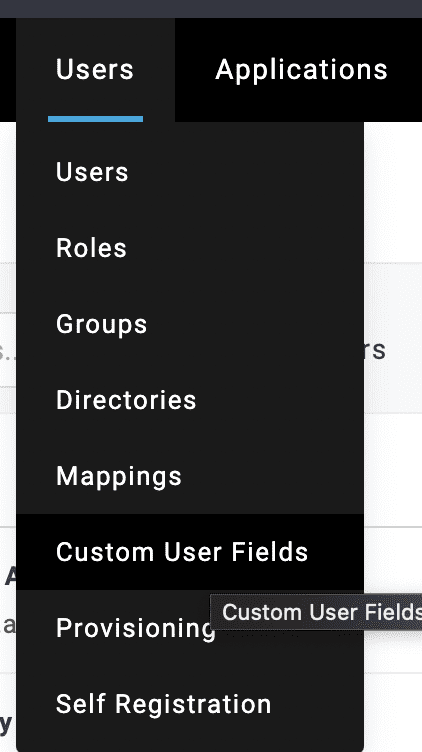 Users Applications
Users
Roles
Groups
rs
Directories
Mappings
Custom User Fields
A
Custom User Fields
Provisioning
Self Registration
y